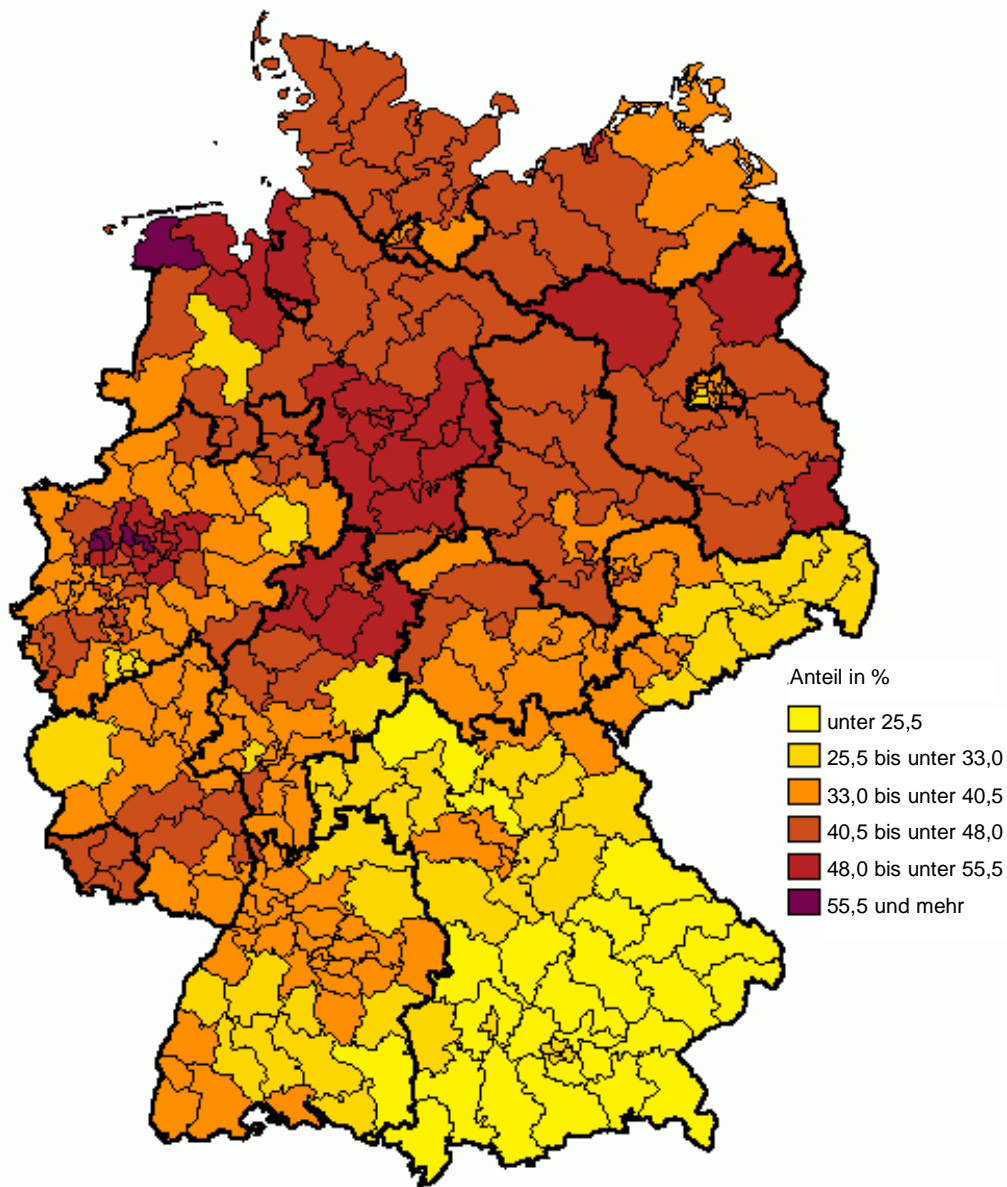 Anteil in %
unter 25,5
25,5 bis unter 33,0
33,0 bis unter 40,5
40,5 bis unter 48,0
48,0 bis unter 55,5
55,5 und mehr